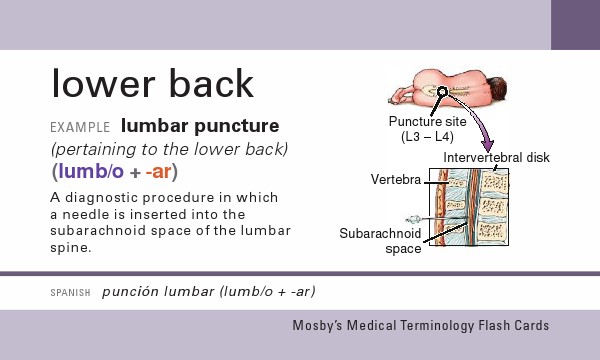 lower back
EXAMPLE lumbar puncture
(pertaining to the lower back)
(lumb/o + -ar)
A diagnostic procedure in which
a needle is inserted into the
subarachnoid space of the lumbar
spine.
Puncture site
(L3 – L4)
Intervertebral disk
Vertebra
Subarachnoid
space
SPANISH punción lumbar (lumb/o + -ar)
Mosby's Medical Terminology Flash Cards